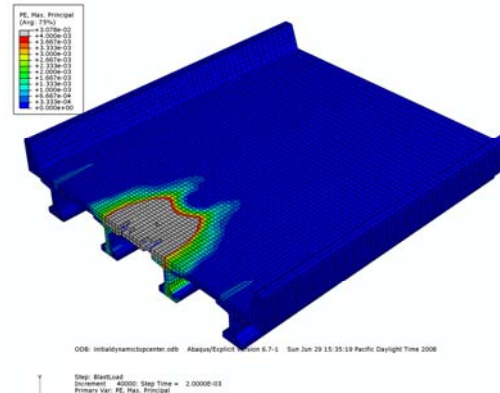 PE, Max. Principal
(Avg: 75%)
+3.078e-02
+4.000e-03
+3.667e-03
+3.333e-03
+3.000e-03
+2.667e-03
+2.333e-03
+2.000e-03
+1.667e-03
+1.333e-03
+1.000e-03
+6.667e-04
+3.333e-04
+0.000e+00
ODB: initialdynamictopcenter.odb Abaqus/Explicit Version 6.7-1 Sun Jun 29 15:35:19 Pacific Daylight Time 2008
Y
Step: BlastLoad
Increment 40000: Step Time = 2.0000E-03
Primary Var: PE, Max. Principal